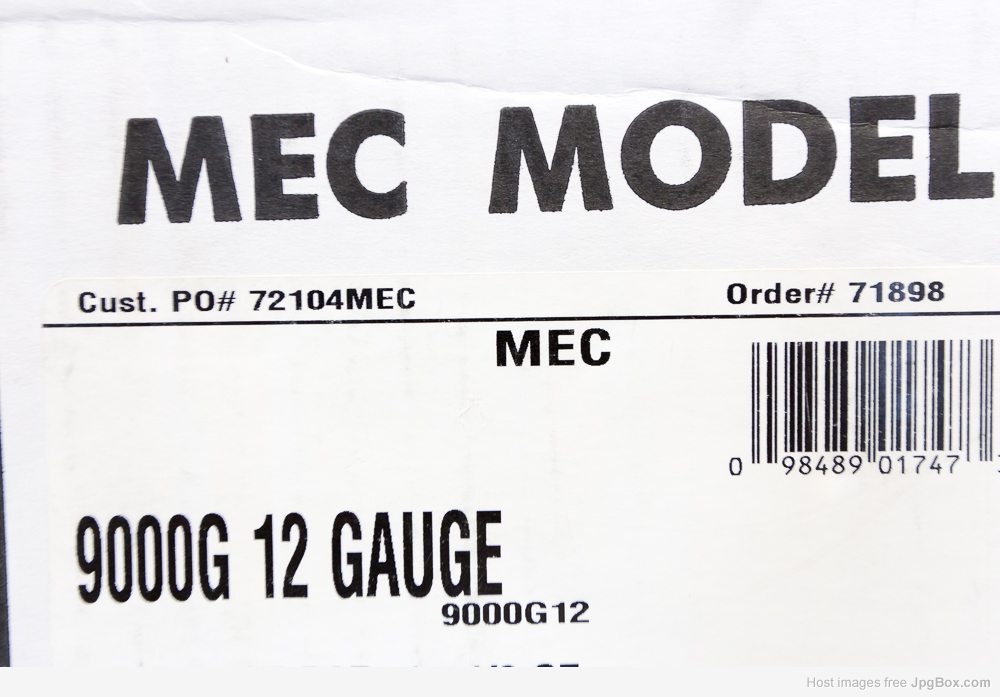 MEC MODEL
Cust. PO# 72104MEC Order# 71898
MEC
0 98489 01747
9000G 12 GAUGE
9000G12
Host images free JpgBox.com